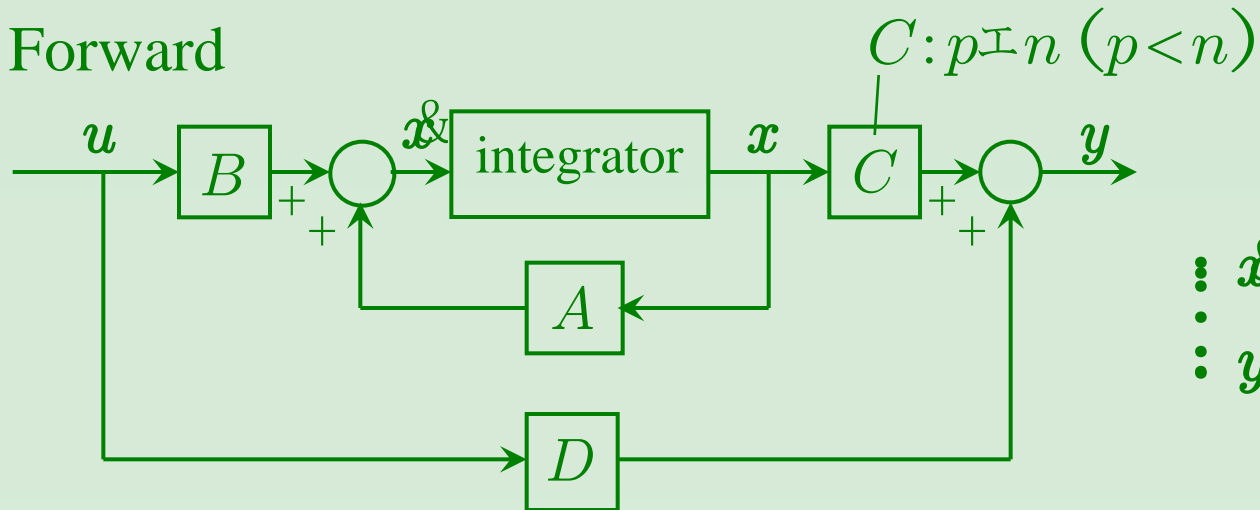 Forward
C:p𝌀n (p<n)
u
B
x&
integrator
x
C
y
+
+
+
+
A
x
y
D